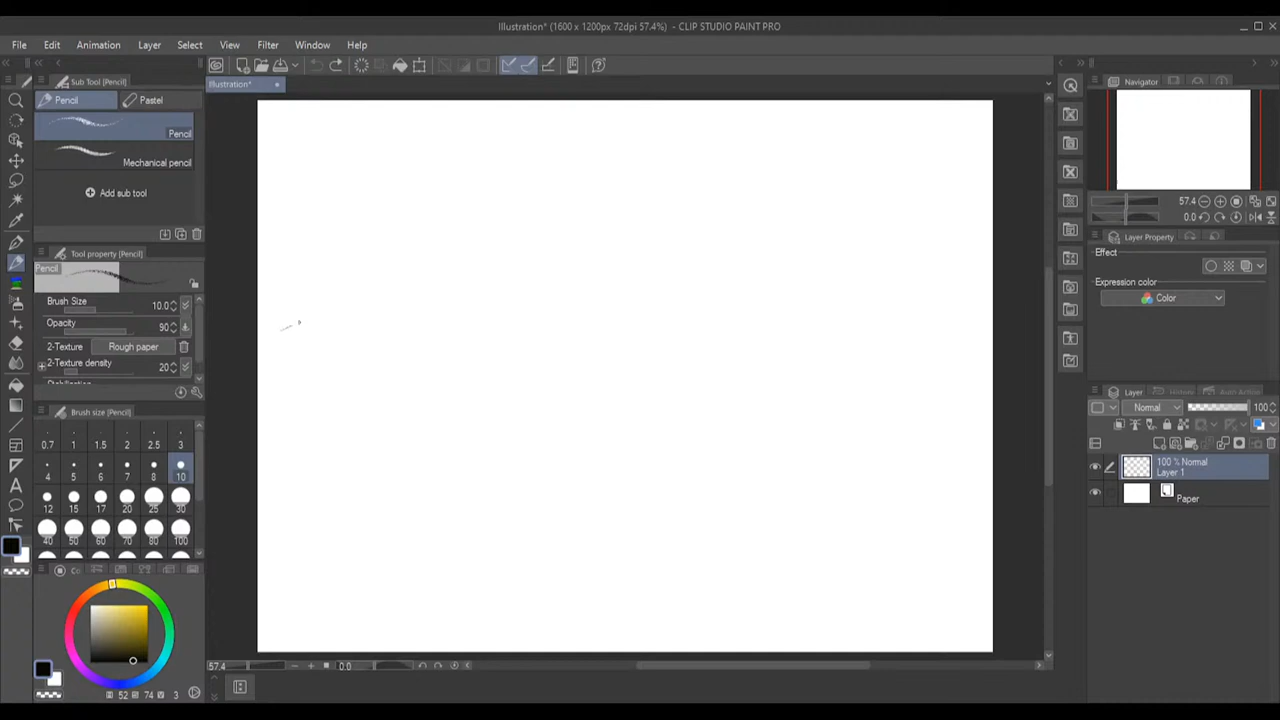 Illustration* (1600 x 1200px 72dpi 57.4%) - CLIP STUDIO PAINT PRO
File Edit Animation Layer Select View Filter Window Help
Sub Tool [Pencil]
Illustration*
Navigator
Pencil Pastel
Pencil
Mechanical pencil
Add sub tool
57.4
0.0
Layer Property
Tool property [Pencil]
Effect
Pencil
Expression color
Color
Brush Size 10.0
Opacity 90
2-Texture Rough paper
2-Texture density 20
Stabilization
Layer History Auto Action
Normal 100
Brush size [Pencil]
0.7 1 1.5 2 2.5 3
4 5 6 7 8 10
12 15 17 20 25 30
40 50 60 70 80 100
100 % Normal
Layer 1
Paper
Co
57.4 0.0
52 74 3